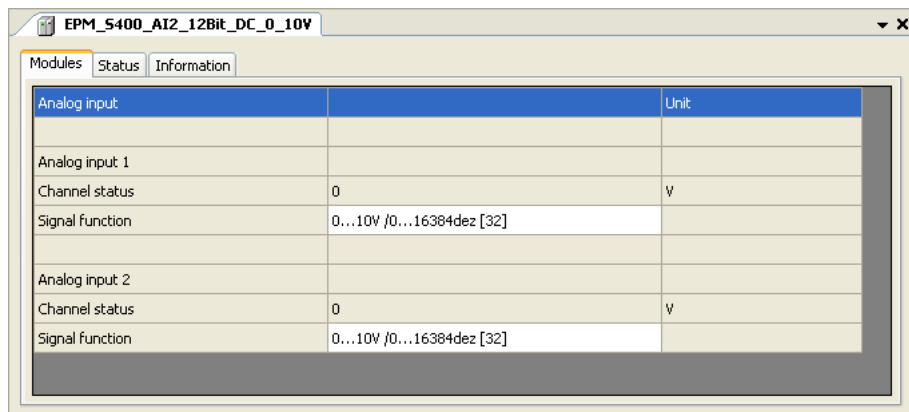 EPM_S400_AI2_12Bit_DC_0_10V
Modules Status Information
Analog input Unit
Analog input 1
Channel status 0 V
Signal function 0...10V /0...16384dez [32]
Analog input 2
Channel status 0 V
Signal function 0...10V /0...16384dez [32]